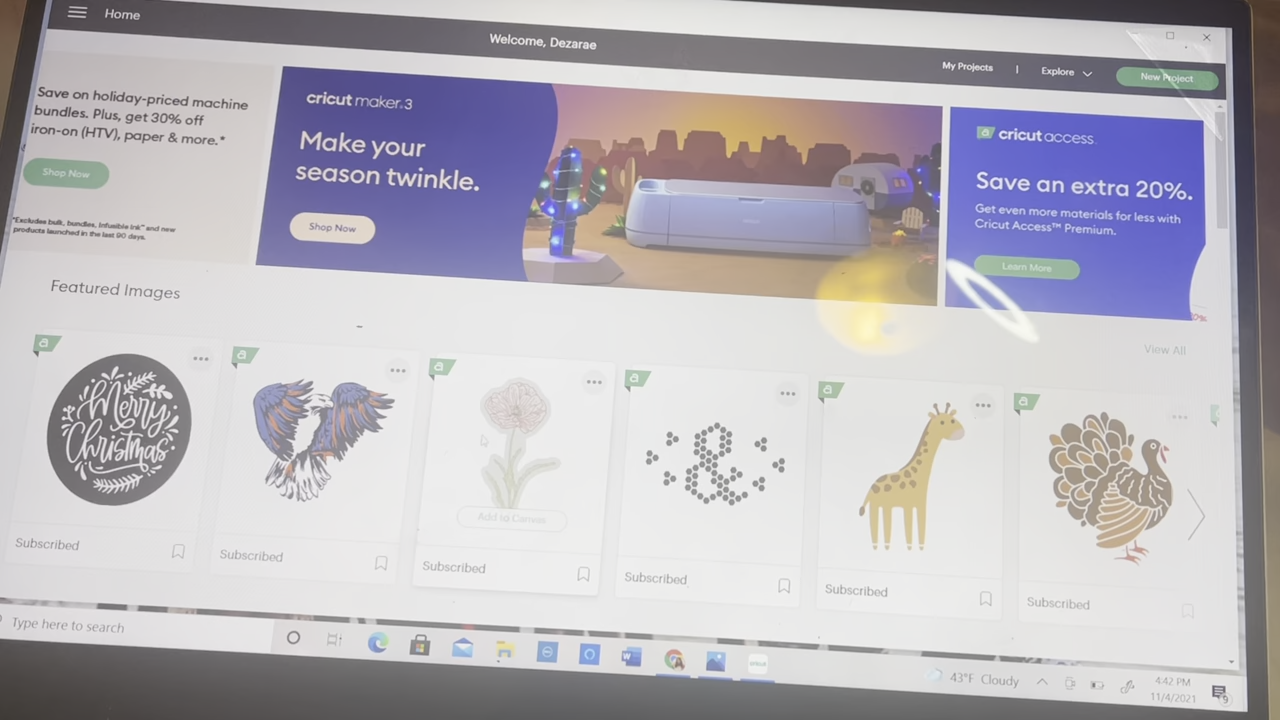 Home
Welcome, Dezarae
My Projects | Explore
New Project
Save on holiday-priced machine
bundles. Plus, get 30% off
iron-on (HTV), paper & more.*
Shop Now
*Excludes bulk, bundles, Infusible Ink™ and new
products launched in the last 90 days.
cricut maker. 3
Make your
season twinkle.
Shop Now
a cricut access.
Save an extra 20%.
Get even more materials for less with
Cricut Access™ Premium.
Learn More
Featured Images
View All
a
Merry
Christmas
Subscribed
a
Subscribed
a
Add to Canvas
Subscribed
a
&
Subscribed
a
Subscribed
a
Subscribed
Type here to search
43°F Cloudy
4:42 PM
11/4/2021